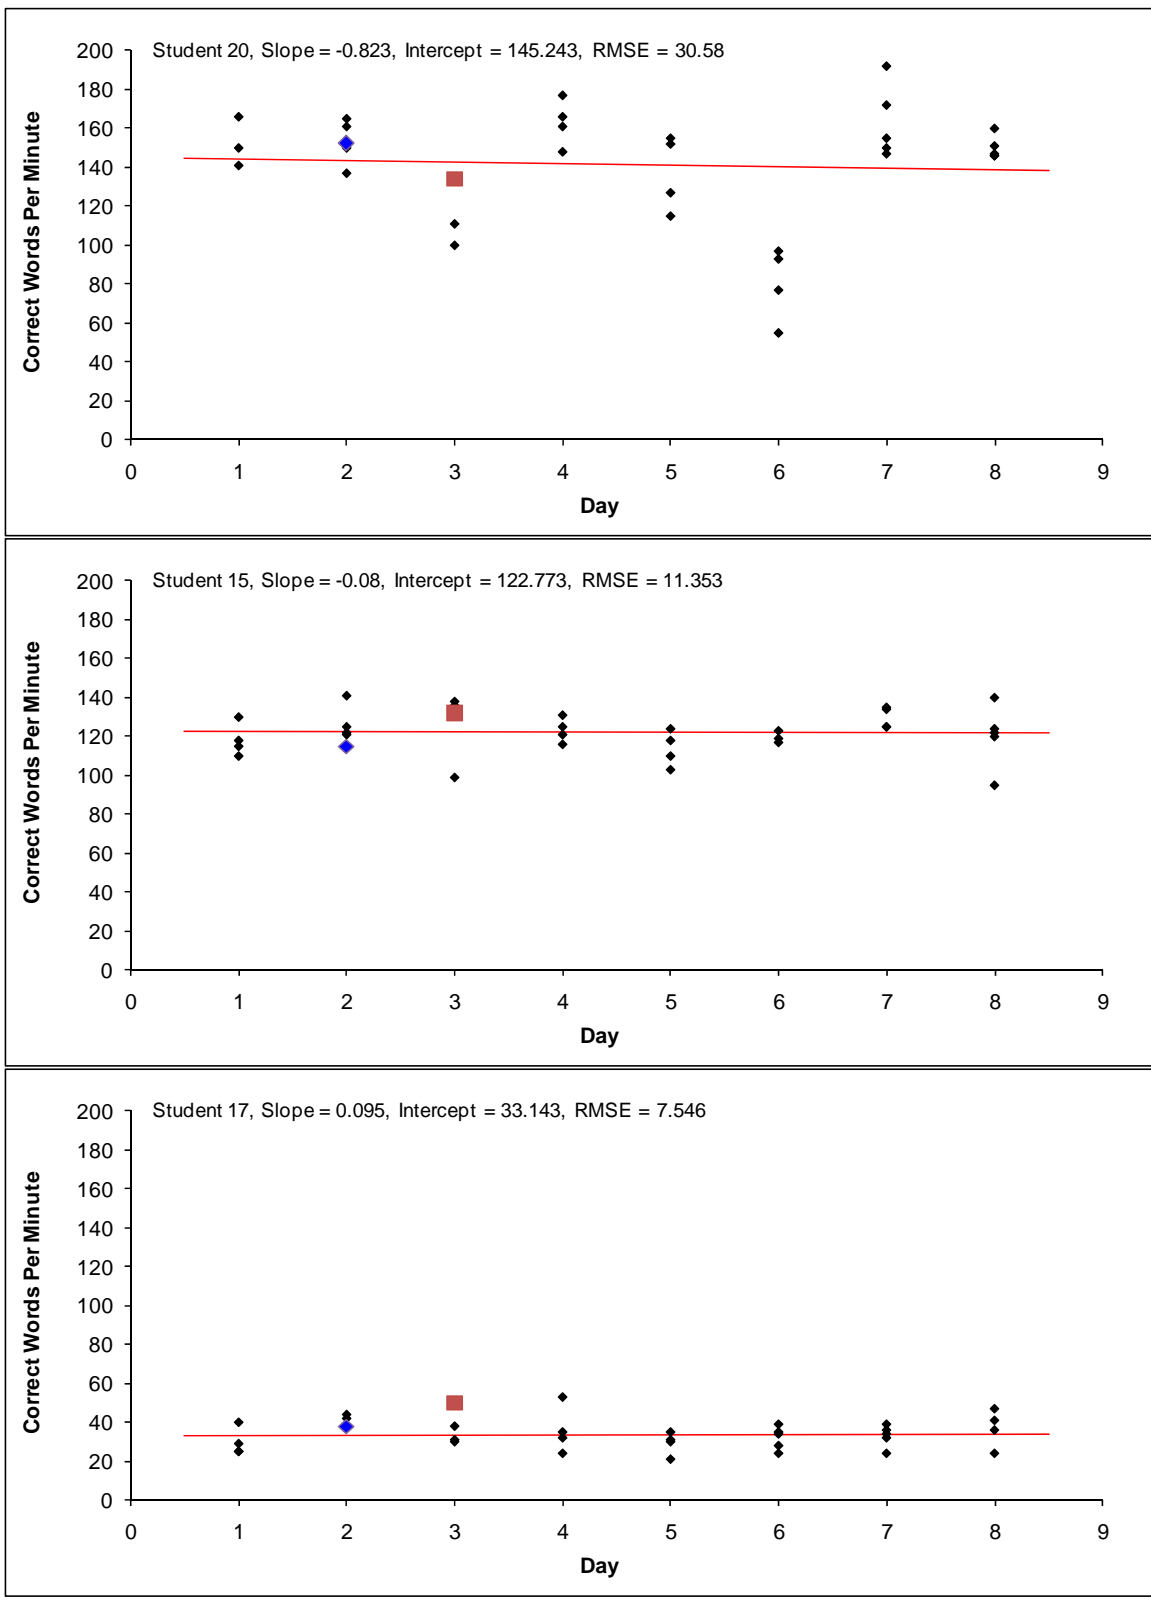 Student 20, Slope = -0.823, Intercept = 145.243, RMSE = 30.58
200
180
160
140
120
100
80
60
40
20
0
0 1 2 3 4 5 6 7 8 9
Day
Correct Words Per Minute
Student 15, Slope = -0.08, Intercept = 122.773, RMSE = 11.353
200
180
160
140
120
100
80
60
40
20
0
0 1 2 3 4 5 6 7 8 9
Day
Correct Words Per Minute
Student 17, Slope = 0.095, Intercept = 33.143, RMSE = 7.546
200
180
160
140
120
100
80
60
40
20
0
0 1 2 3 4 5 6 7 8 9
Day
Correct Words Per Minute